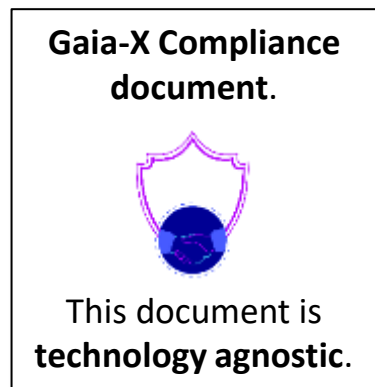 Gaia-X Compliance
document.
This document is
technology agnostic.